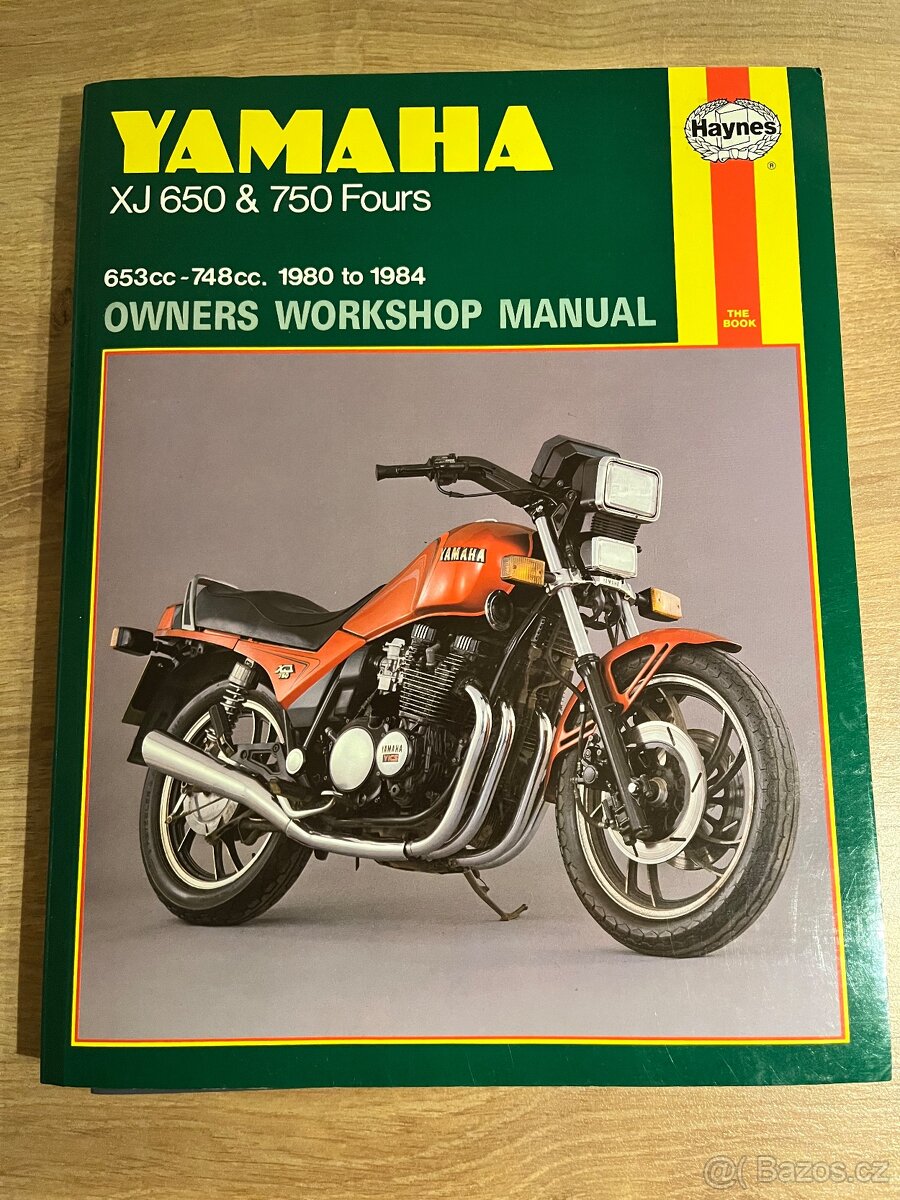 YAMAHA
XJ 650 & 750 Fours
653cc-748cc. 1980 to 1984
OWNERS WORKSHOP MANUAL
Haynes
®
THE
BOOK
YAMAHA
YAMAHA
YAMAHA
Bazos.cz